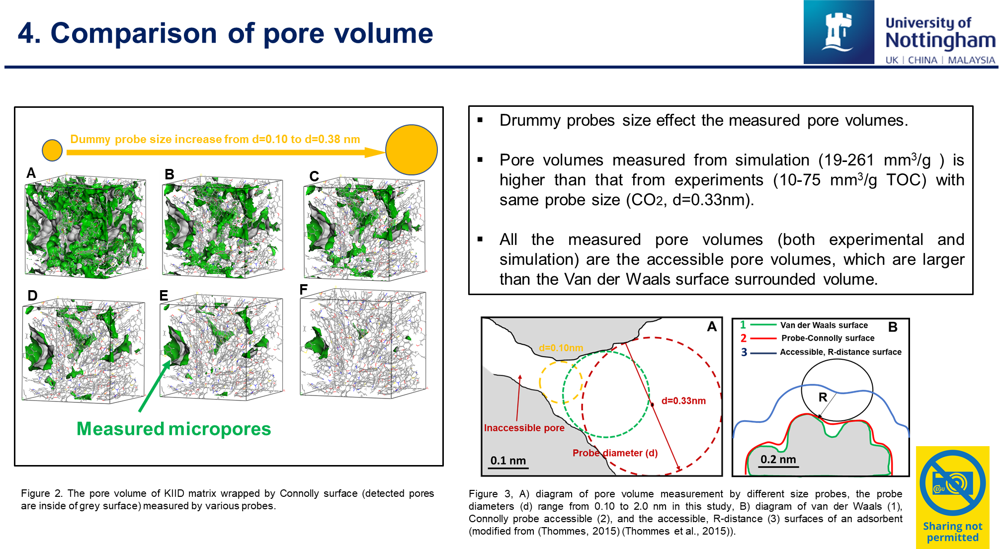 4. Comparison of pore volume
University of
Nottingham
UK | CHINA | MALAYSIA
Dummy probe size increase from d=0.10 to d=0.38 nm
A
B
C
D
E
F
Measured micropores
Figure 2. The pore volume of KIID matrix wrapped by Connolly surface (detected pores
are inside of grey surface) measured by various probes.
▪ Drummy probes size effect the measured pore volumes.
▪ Pore volumes measured from simulation (19-261 mm³/g ) is
higher than that from experiments (10-75 mm³/g TOC) with
same probe size (CO2, d=0.33nm).
▪ All the measured pore volumes (both experimental and
simulation) are the accessible pore volumes, which are larger
than the Van der Waals surface surrounded volume.
A
d=0.10nm
d=0.33nm
Inaccessible pore
Probe diameter (d)
0.1 nm
1 Van der Waals surface
B
2 Probe-Connolly surface
3 Accessible, R-distance surface
R
0.2 nm
Figure 3, A) diagram of pore volume measurement by different size probes, the probe
diameters (d) range from 0.10 to 2.0 nm in this study, B) diagram of van der Waals (1),
Connolly probe accessible (2), and the accessible, R-distance (3) surfaces of an adsorbent
(modified from (Thommes, 2015) (Thommes et al., 2015)).
EGU
Sharing not
permitted